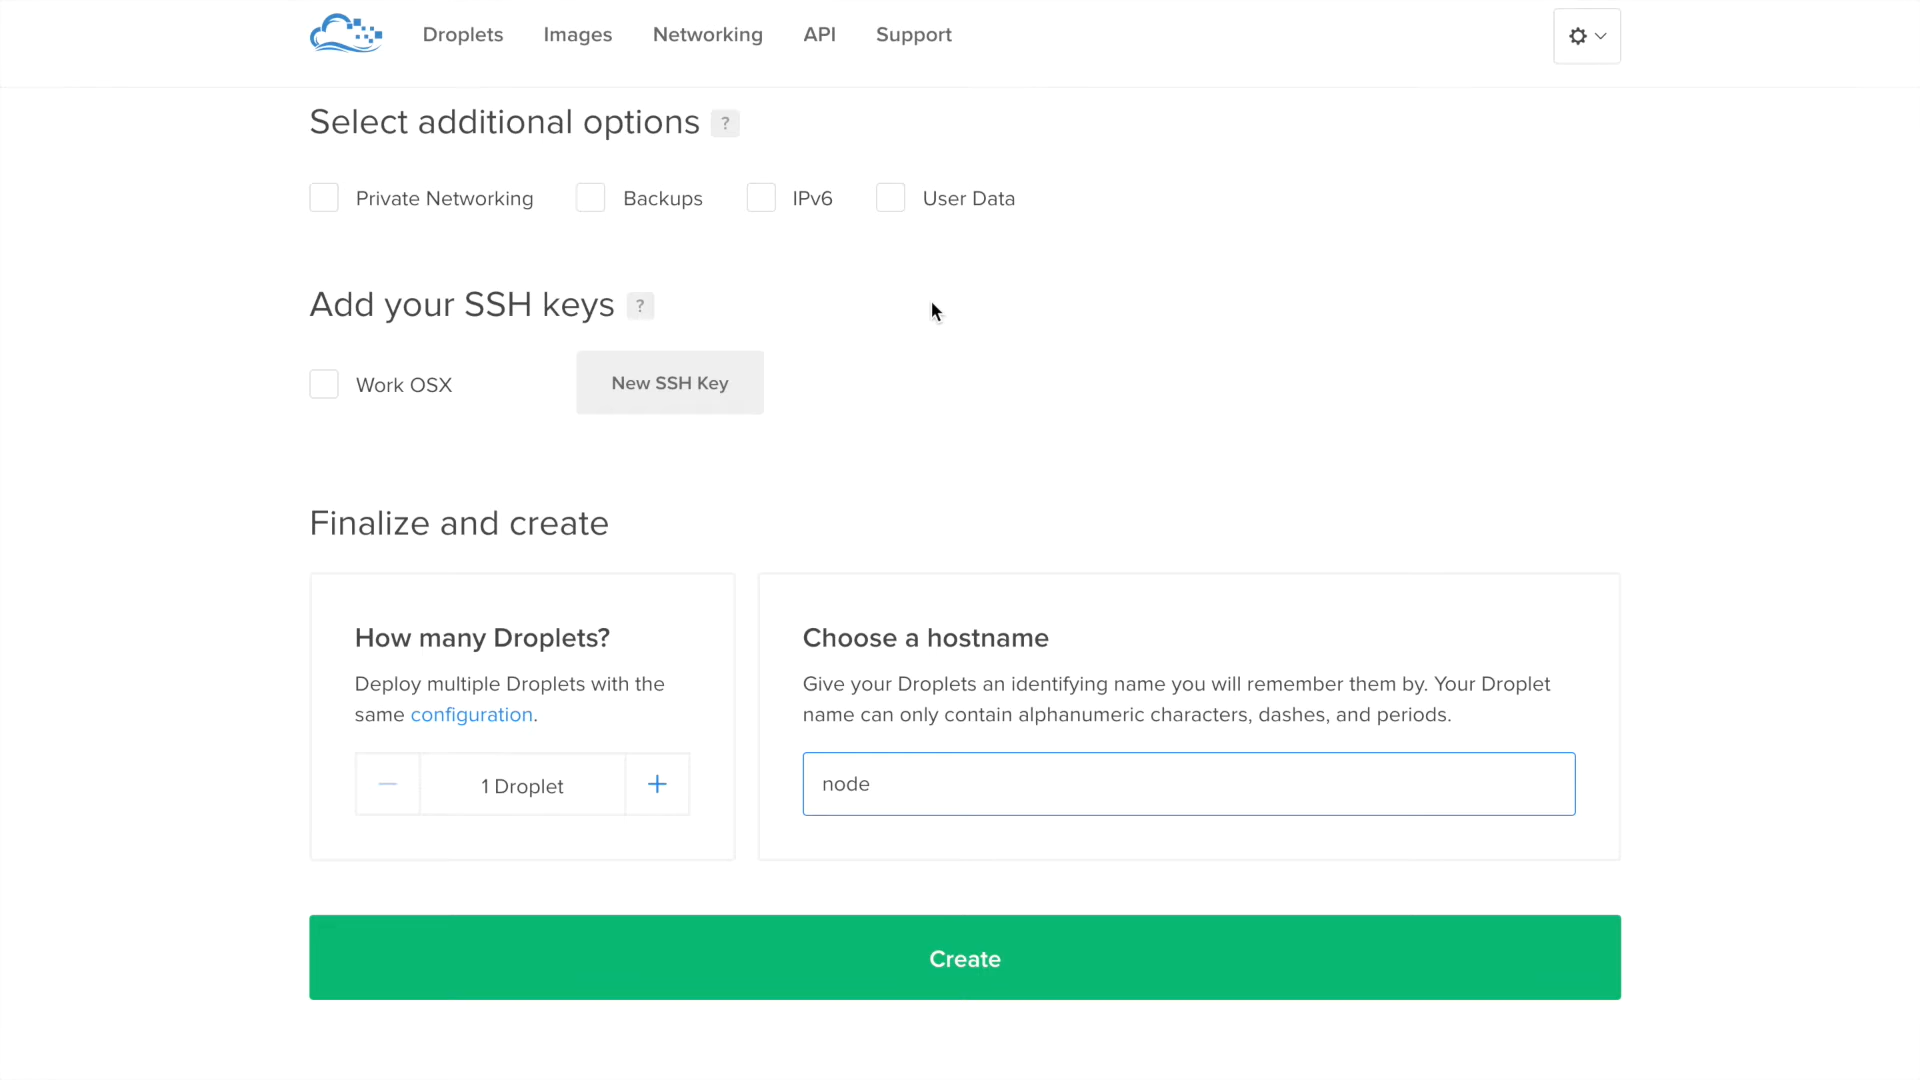 Droplets Images Networking API Support
Select additional options ?
Private Networking Backups IPv6 User Data
Add your SSH keys ?
Work OSX New SSH Key
Finalize and create
How many Droplets?
Deploy multiple Droplets with the
same configuration.
1 Droplet
Choose a hostname
Give your Droplets an identifying name you will remember them by. Your Droplet
name can only contain alphanumeric characters, dashes, and periods.
node
Create